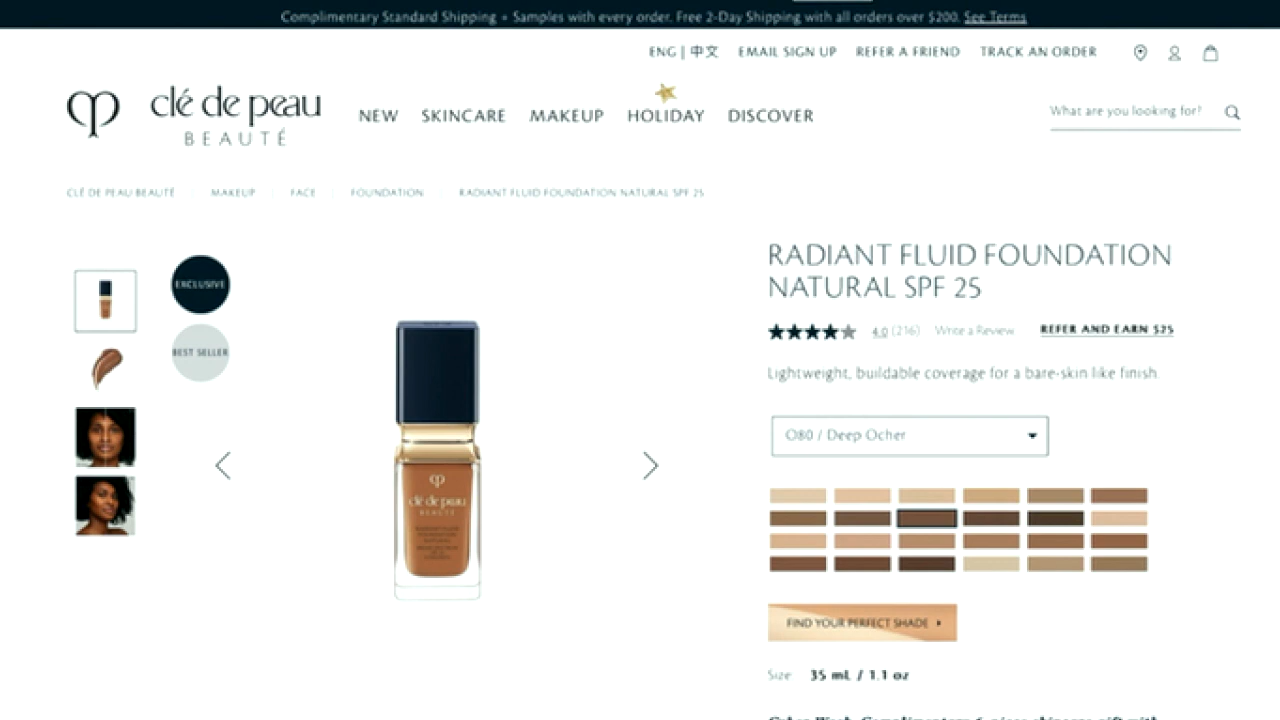 Complimentary Standard Shipping + Samples with every order. Free 2-Day Shipping with all orders over $200. See Terms
ENG | 中文 EMAIL SIGN UP REFER A FRIEND TRACK AN ORDER
clé de peau
BEAUTÉ
NEW SKINCARE MAKEUP HOLIDAY DISCOVER
What are you looking for?
CLÉ DE PEAU BEAUTÉ MAKEUP FACE FOUNDATION RADIANT FLUID FOUNDATION NATURAL SPF 25
EXCLUSIVE
BEST SELLER
clé de peau
BEAUTÉ
RADIANT FLUID FOUNDATION
NATURAL SPF 25
4.0 (216) Write a Review REFER AND EARN $25
Lightweight, buildable coverage for a bare-skin like finish.
O80 / Deep Ocher
FIND YOUR PERFECT SHADE
Size 35 mL / 1.1 oz